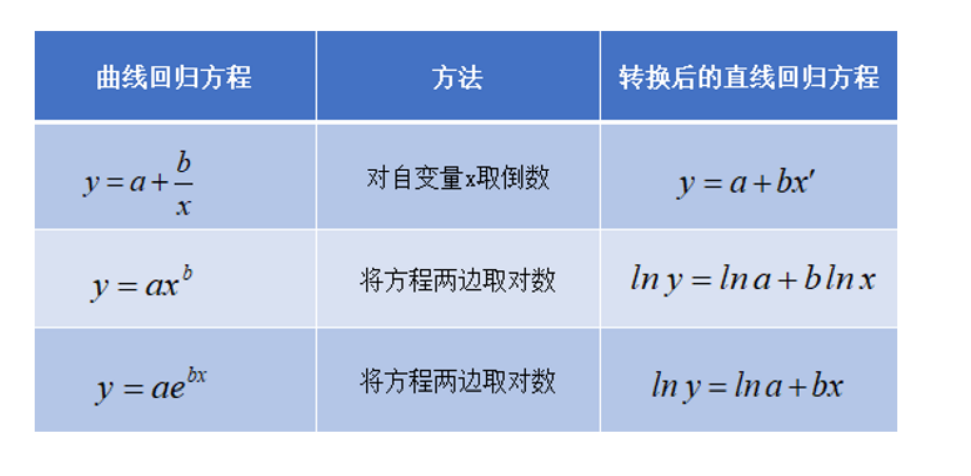 曲线回归方程 方法 转换后的直线回归方程
y = a + b/x 对自变量x取倒数 y = a + bx′
y = ax^b 将方程两边取对数 ln y = ln a + b ln x
y = ae^{bx} 将方程两边取对数 ln y = ln a + bx